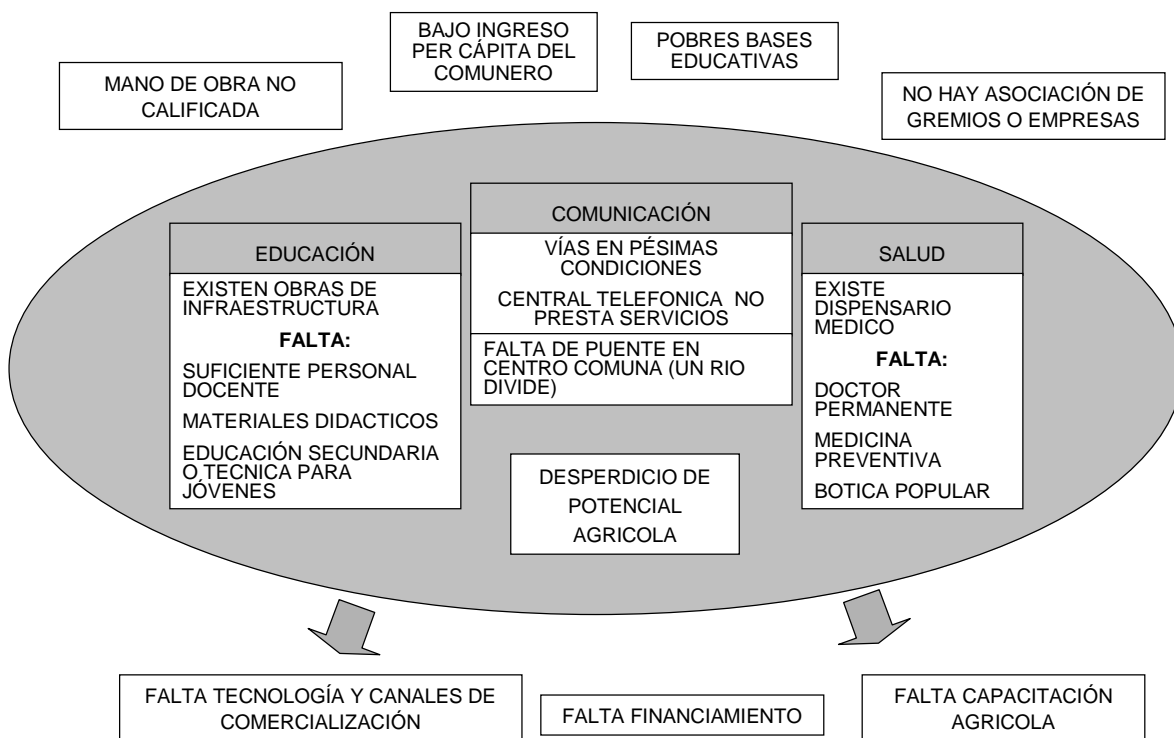 BAJO INGRESO
PER CÁPITA DEL
COMUNERO
POBRES BASES
EDUCATIVAS
MANO DE OBRA NO
CALIFICADA
NO HAY ASOCIACIÓN DE
GREMIOS O EMPRESAS
EDUCACIÓN
EXISTEN OBRAS DE
INFRAESTRUCTURA
FALTA:
SUFICIENTE PERSONAL
DOCENTE
MATERIALES DIDACTICOS
EDUCACIÓN SECUNDARIA
O TECNICA PARA
JÓVENES
COMUNICACIÓN
VÍAS EN PÉSIMAS
CONDICIONES
CENTRAL TELEFONICA NO
PRESTA SERVICIOS
FALTA DE PUENTE EN
CENTRO COMUNA (UN RIO
DIVIDE)
SALUD
EXISTE
DISPENSARIO
MEDICO
FALTA:
DOCTOR
PERMANENTE
MEDICINA
PREVENTIVA
BOTICA POPULAR
DESPERDICIO DE
POTENCIAL
AGRICOLA
FALTA TECNOLOGÍA Y CANALES DE
COMERCIALIZACIÓN
FALTA FINANCIAMIENTO
FALTA CAPACITACIÓN
AGRICOLA